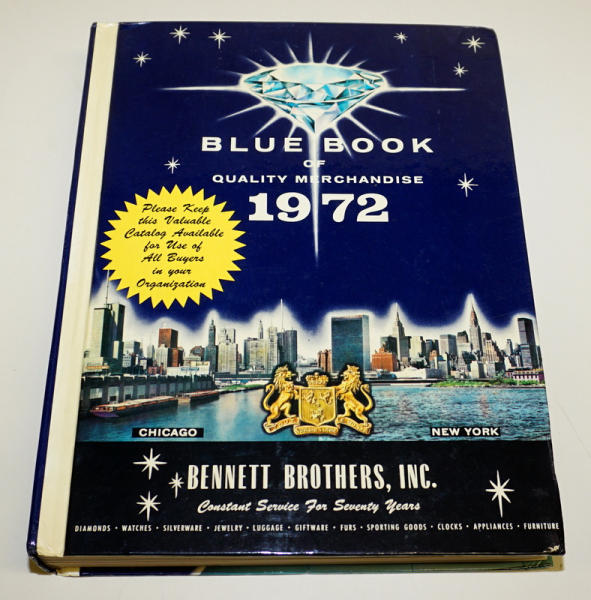 BLUE BOOK
OF
QUALITY MERCHANDISE
1972
Please Keep
this Valuable
Catalog Available
for Use of
All Buyers
in your
Organization
CHICAGO
NEW YORK
BENNETT BROTHERS, INC.
Constant Service For Seventy Years
DIAMONDS • WATCHES • SILVERWARE • JEWELRY • LUGGAGE • GIFTWARE • FURS • SPORTING GOODS • CLOCKS • APPLIANCES • FURNITURE